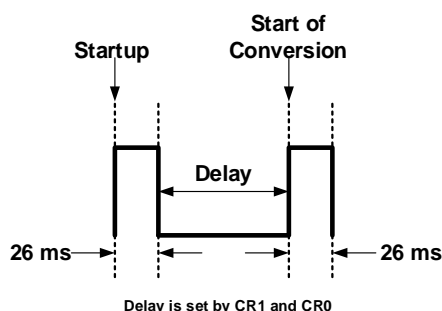 Startup
Start of
Conversion
Delay
26 ms
26 ms
Delay is set by CR1 and CR0